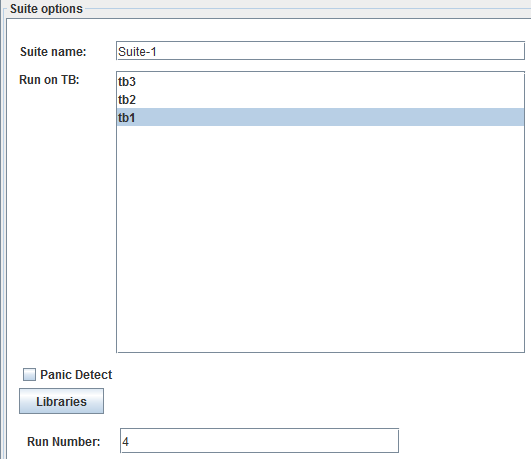 Suite options
Suite name: Suite-1
Run on TB: tb3
tb2
tb1
Panic Detect
Libraries
Run Number: 4